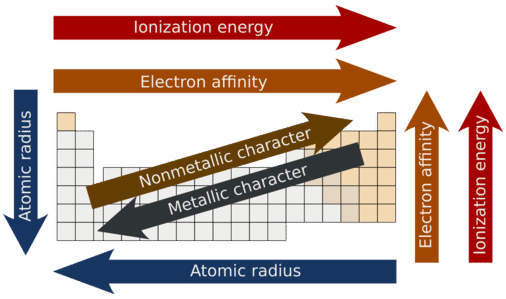 Ionization energy
Electron affinity
Atomic radius
Nonmetallic character
Metallic character
Electron affinity
Ionization energy
Atomic radius